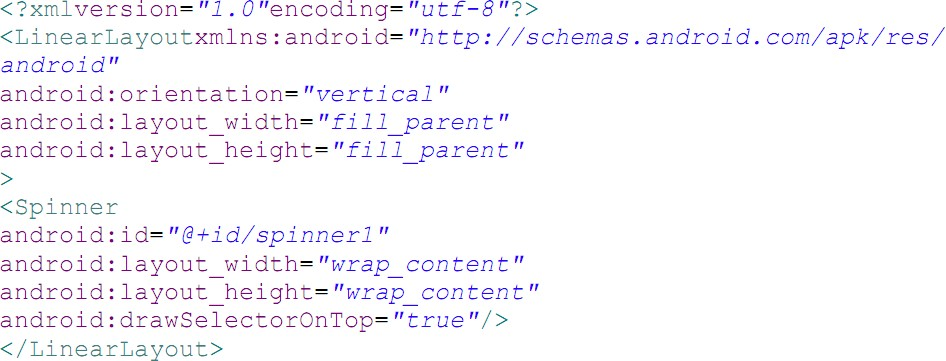 <?xmlversion="1.0"encoding="utf-8"?>
<LinearLayoutxmlns:android="http://schemas.android.com/apk/res/
android"
android:orientation="vertical"
android:layout_width="fill_parent"
android:layout_height="fill_parent"
>
<Spinner
android:id="@+id/spinner1"
android:layout_width="wrap_content"
android:layout_height="wrap_content"
android:drawSelectorOnTop="true"/>
</LinearLayout>